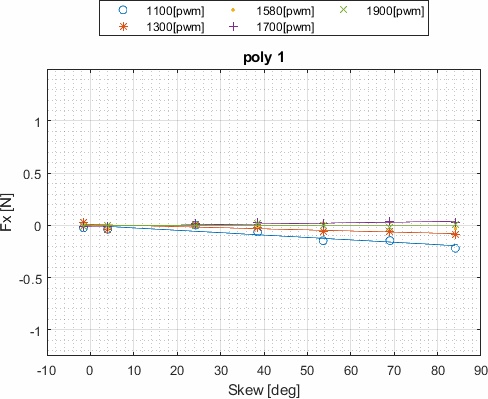 1100[pwm] 1580[pwm] 1900[pwm]
1300[pwm] 1700[pwm]
poly 1
1
0.5
0
-0.5
-1
Fx [N]
-10 0 10 20 30 40 50 60 70 80 90
Skew [deg]